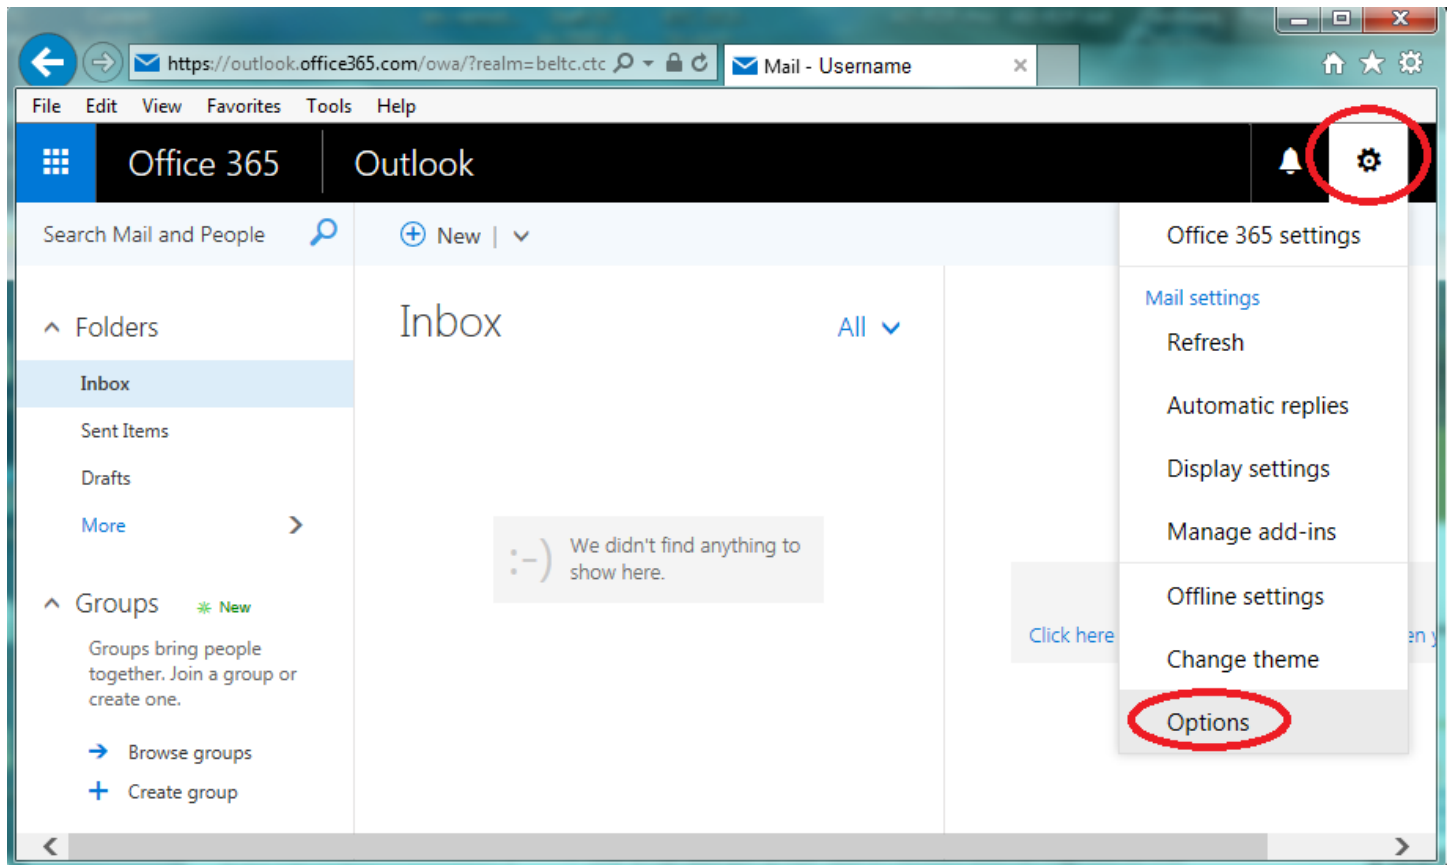 https://outlook.office365.com/owa/?realm=beltc.ctc
Mail - Username
File Edit View Favorites Tools Help
Office 365 Outlook
Search Mail and People
New
Office 365 settings
Mail settings
Refresh
Automatic replies
Display settings
Manage add-ins
Offline settings
Change theme
Options
Folders
Inbox
Sent Items
Drafts
More
Groups New
Groups bring people
together. Join a group or
create one.
Browse groups
Create group
Inbox All
:-)
We didn't find anything to
show here.
Click here